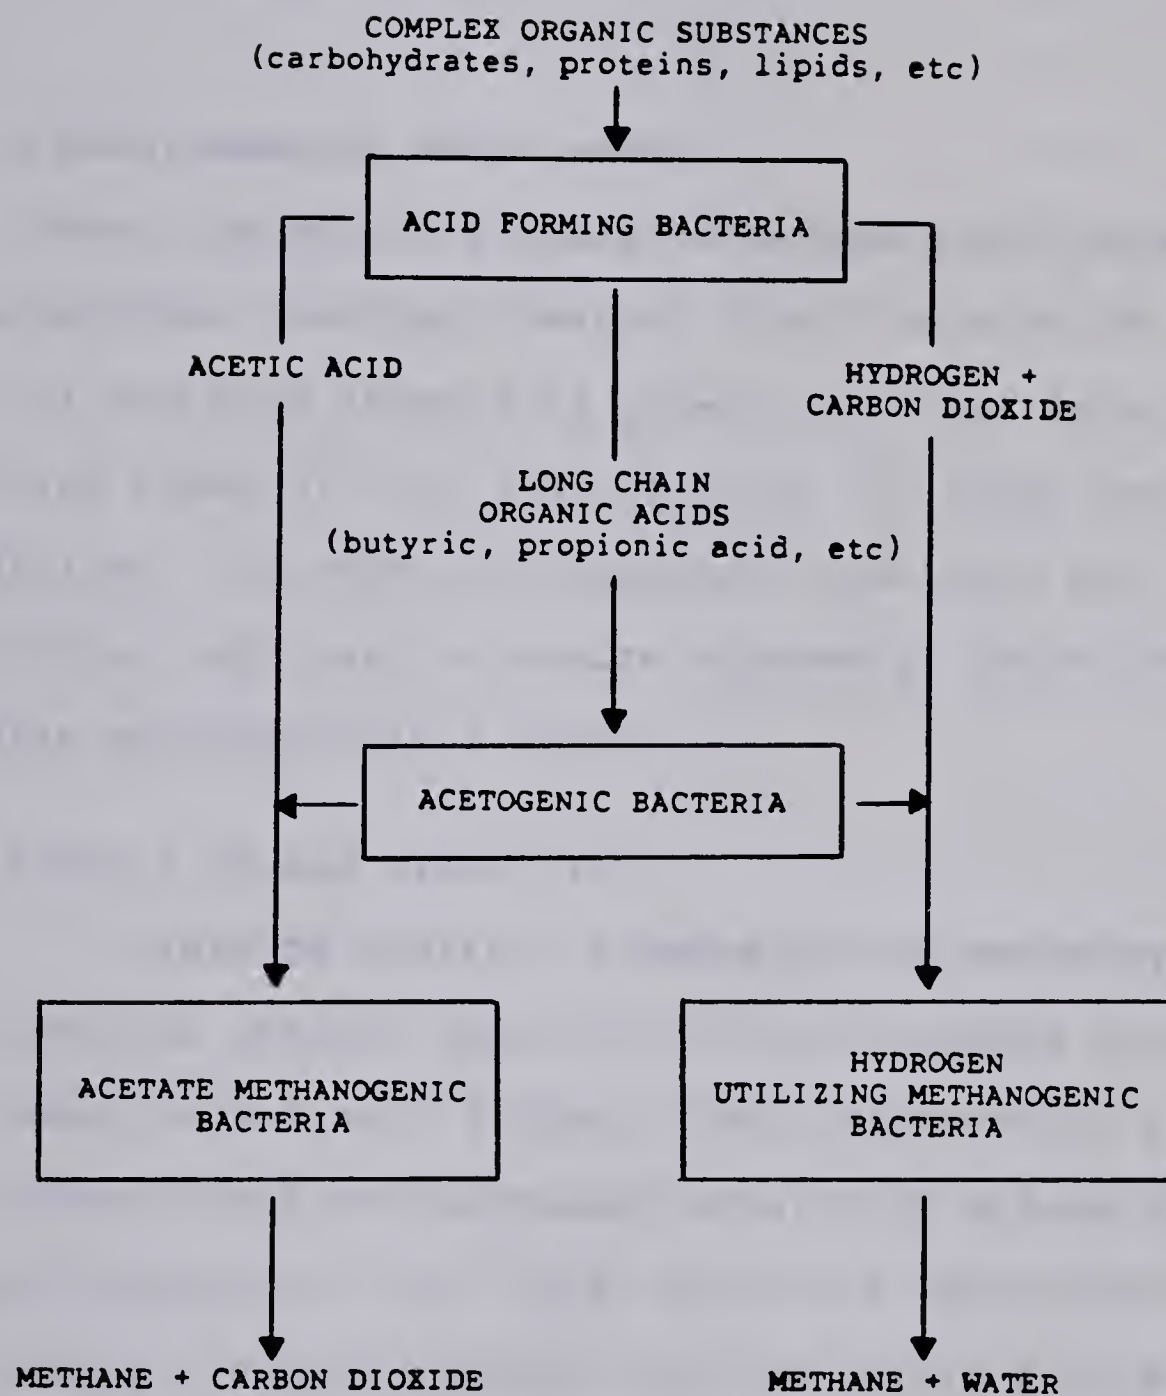 COMPLEX ORGANIC SUBSTANCES
(carbohydrates, proteins, lipids, etc)
ACID FORMING BACTERIA
ACETIC ACID
HYDROGEN +
CARBON DIOXIDE
LONG CHAIN
ORGANIC ACIDS
(butyric, propionic acid, etc)
ACETOGENIC BACTERIA
ACETATE METHANOGENIC
BACTERIA
HYDROGEN
UTILIZING METHANOGENIC
BACTERIA
METHANE + CARBON DIOXIDE
METHANE + WATER